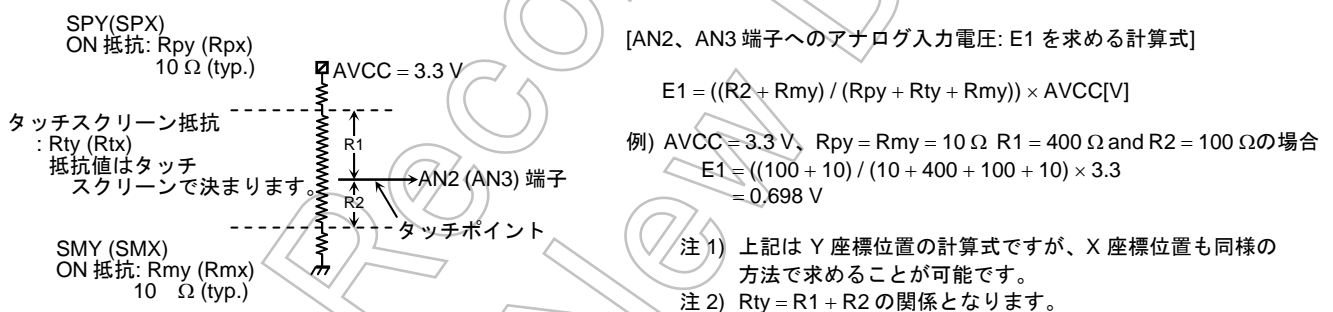 SPY(SPX)
ON 抵抗: Rpy (Rpx)
10 Ω (typ.)
AVCC = 3.3 V
タッチスクリーン抵抗
: Rty (Rtx)
抵抗値はタッチ
スクリーンで決まります。
R1
AN2 (AN3) 端子
R2
タッチポイント
SMY (SMX)
ON 抵抗: Rmy (Rmx)
10 Ω (typ.)
[AN2、AN3 端子へのアナログ入力電圧: E1 を求める計算式]
E1 = ((R2 + Rmy) / (Rpy + Rty + Rmy)) × AVCC[V]
例) AVCC = 3.3 V、Rpy = Rmy = 10 Ω R1 = 400 Ω and R2 = 100 Ωの場合
E1 = ((100 + 10) / (10 + 400 + 100 + 10) × 3.3
= 0.698 V
注 1) 上記は Y 座標位置の計算式ですが、X 座標位置も同様の
方法で求めることが可能です。
注 2) Rty = R1 + R2 の関係となります。
Reco
New D